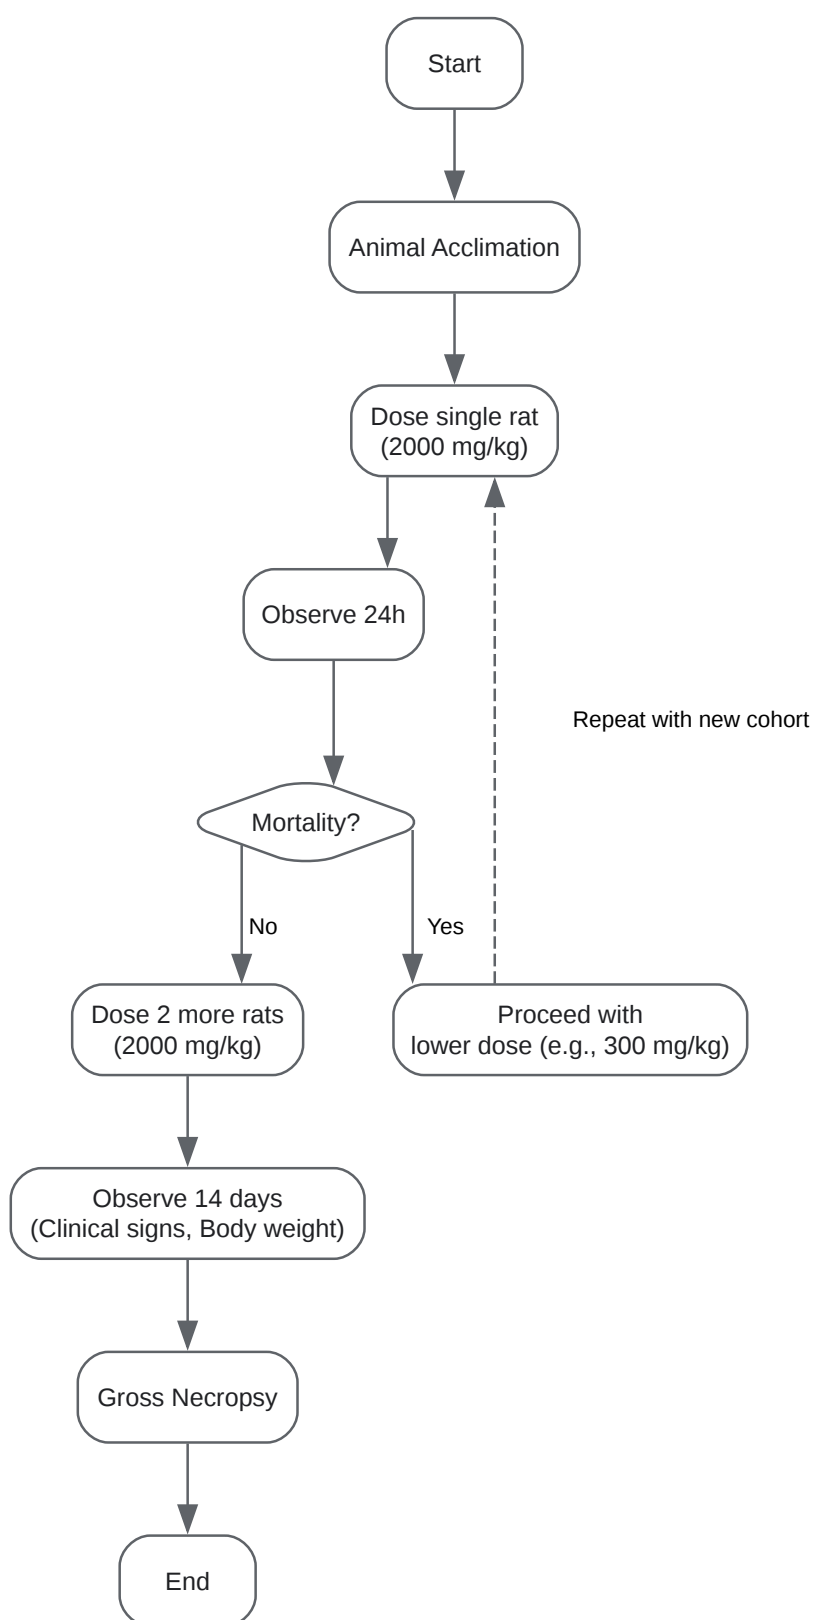 Start
Animal Acclimation
Dose single rat
(2000 mg/kg)
Observe 24h
Repeat with new cohort
Mortality?
No
Yes
Dose 2 more rats
(2000 mg/kg)
Proceed with
lower dose (e.g., 300 mg/kg)
Observe 14 days
(Clinical signs, Body weight)
Gross Necropsy
End